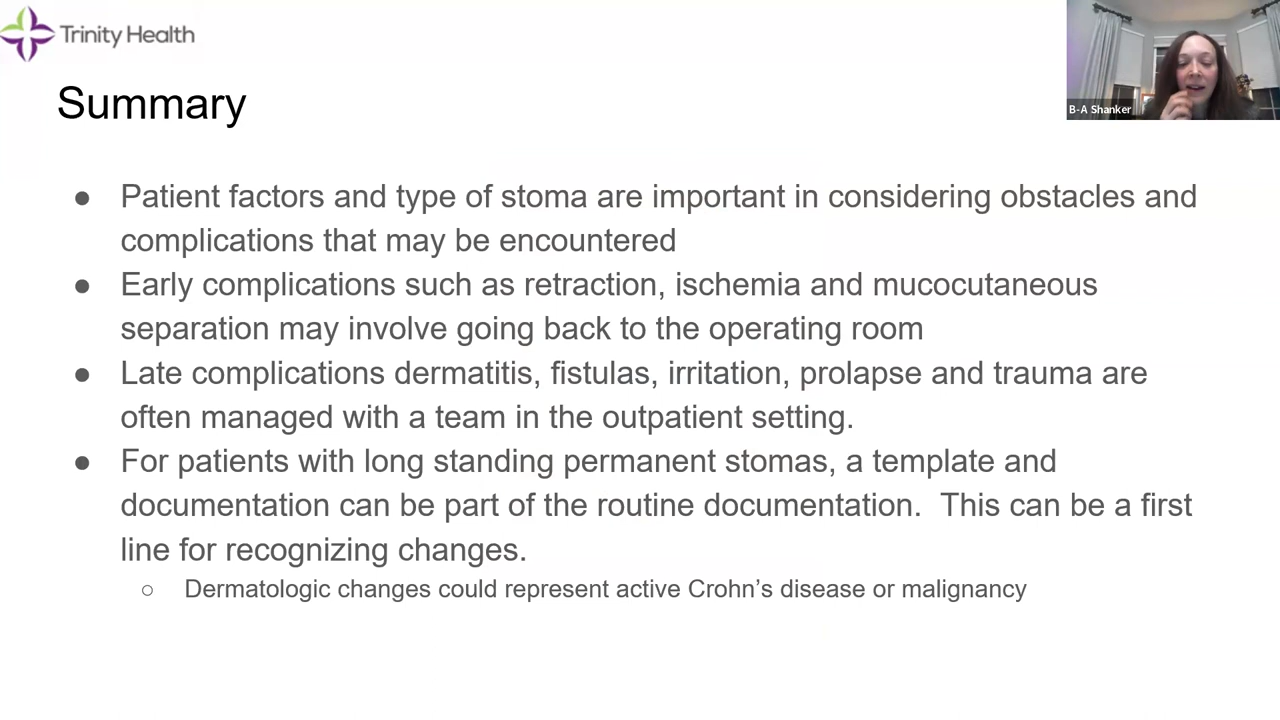 Trinity Health
B-A Shanker
Summary
● Patient factors and type of stoma are important in considering obstacles and
complications that may be encountered
● Early complications such as retraction, ischemia and mucocutaneous
separation may involve going back to the operating room
● Late complications dermatitis, fistulas, irritation, prolapse and trauma are
often managed with a team in the outpatient setting.
● For patients with long standing permanent stomas, a template and
documentation can be part of the routine documentation.  This can be a first
line for recognizing changes.
○ Dermatologic changes could represent active Crohn’s disease or malignancy